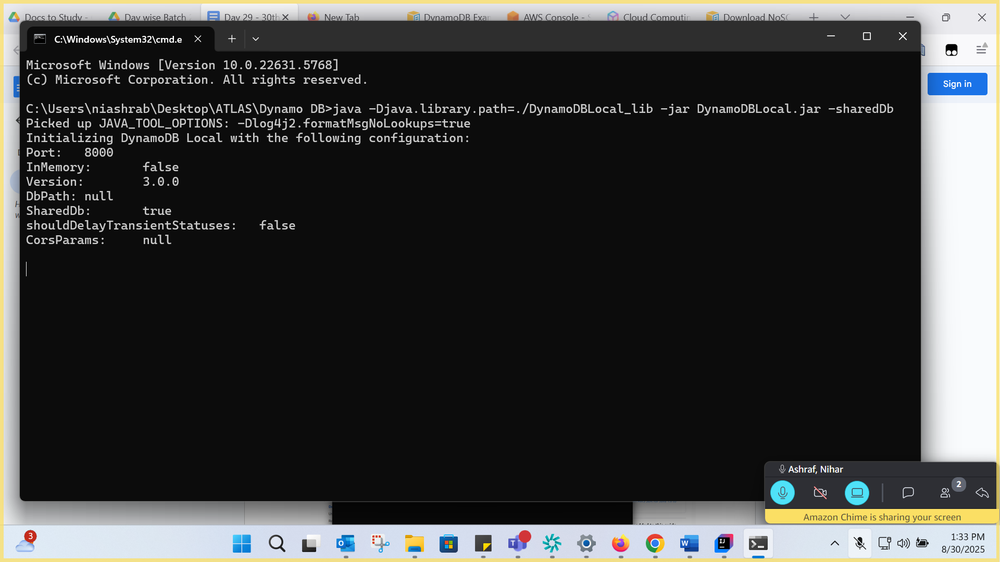 Docs to Study -
Day wise Batch
Day 29 - 30th
New Tab
DynamoDB Exa
AWS Console -
Cloud Computin
Download NoSQ
C:\Windows\System32\cmd.e
Sign in
Microsoft Windows [Version 10.0.22631.5768]
(c) Microsoft Corporation. All rights reserved.
C:\Users\niashrab\Desktop\ATLAS\Dynamo DB>java -Djava.library.path=./DynamoDBLocal_lib -jar DynamoDBLocal.jar -sharedDb
Picked up JAVA_TOOL_OPTIONS: -Dlog4j2.formatMsgNoLookups=true
Initializing DynamoDB Local with the following configuration:
Port: 8000
InMemory: false
Version: 3.0.0
DbPath: null
SharedDb: true
shouldDelayTransientStatuses: false
CorsParams: null
Ashraf, Nihar
2
Amazon Chime is sharing your screen
3
1:33 PM
8/30/2025